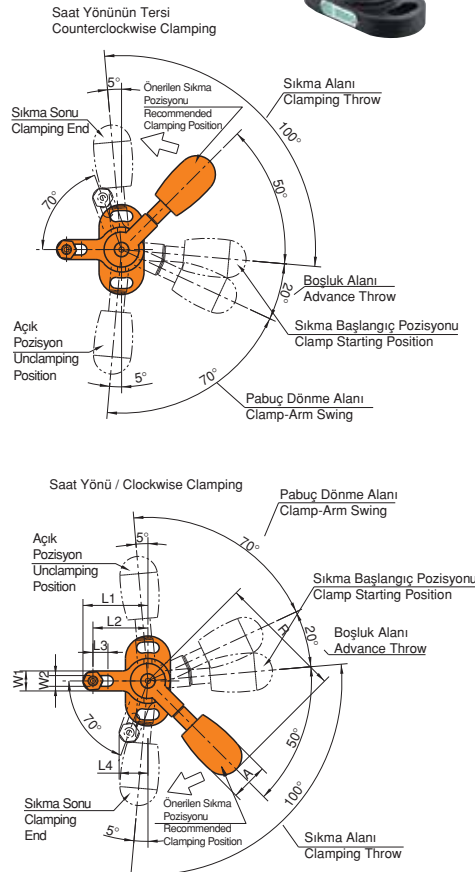 Saat Yönünün Tersi
Counterclockwise Clamping
5°
Önerilen Sıkma
Pozisyonu
Recommended
Clamping Position
Sıkma Alanı
Clamping Throw
Sıkma Sonu
Clamping End
100°
50°
70°
20°
Boşluk Alanı
Advance Throw
Sıkma Başlangıç Pozisyonu
Clamp Starting Position
Açık
Pozisyon
Unclamping
Position
5°
70°
Pabuç Dönme Alanı
Clamp-Arm Swing
Saat Yönü / Clockwise Clamping
Pabuç Dönme Alanı
Clamp-Arm Swing
Açık
Pozisyon
Unclamping
Position
5°
70°
Sıkma Başlangıç Pozisyonu
Clamp Starting Position
L1
L2
L3
R
20°
Boşluk Alanı
Advance Throw
W1
W2
70°
50°
L4
A
100°
Sıkma Sonu
Clamping
End
Önerilen Sıkma
Pozisyonu
Recommended
Clamping Position
5°
Sıkma Alanı
Clamping Throw